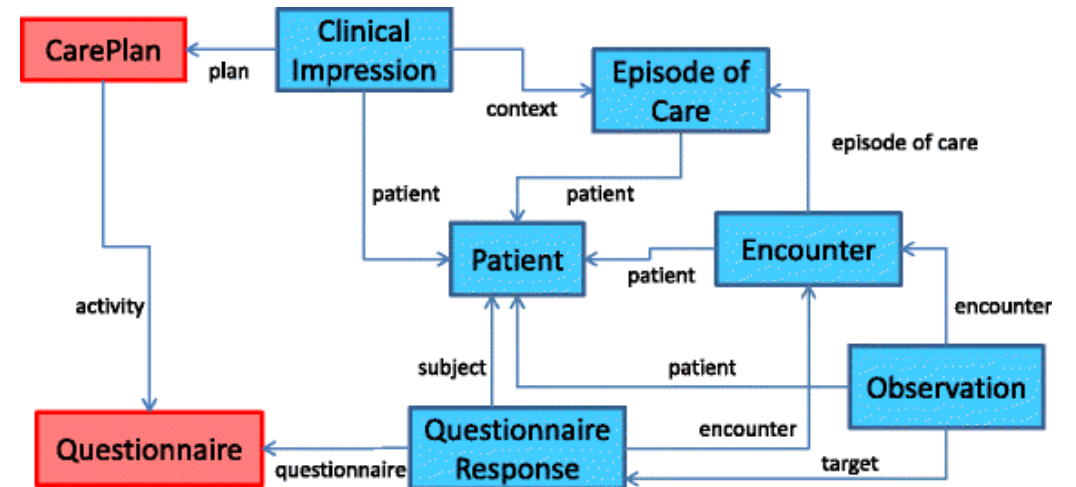 CarePlan
plan
Clinical
Impression
context
Episode of
Care
episode of care
patient
patient
Patient
patient
Encounter
activity
subject
patient
encounter
Observation
Questionnaire
questionnaire
Questionnaire
Response
encounter
target